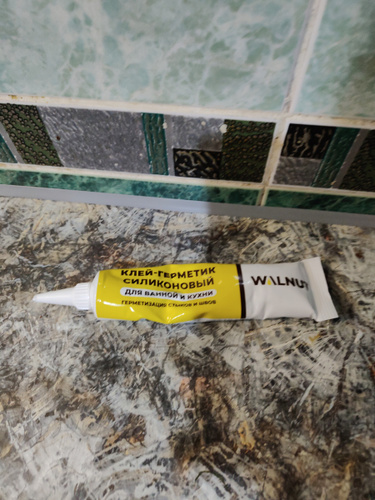 КЛЕЙ-ГЕРМЕТИК
СИЛИКОНОВЫЙ
ДЛЯ ВАННОЙ И КУХНИ
ГЕРМЕТИЗАЦИЯ СТЫКОВ И ШВОВ
WALNUT